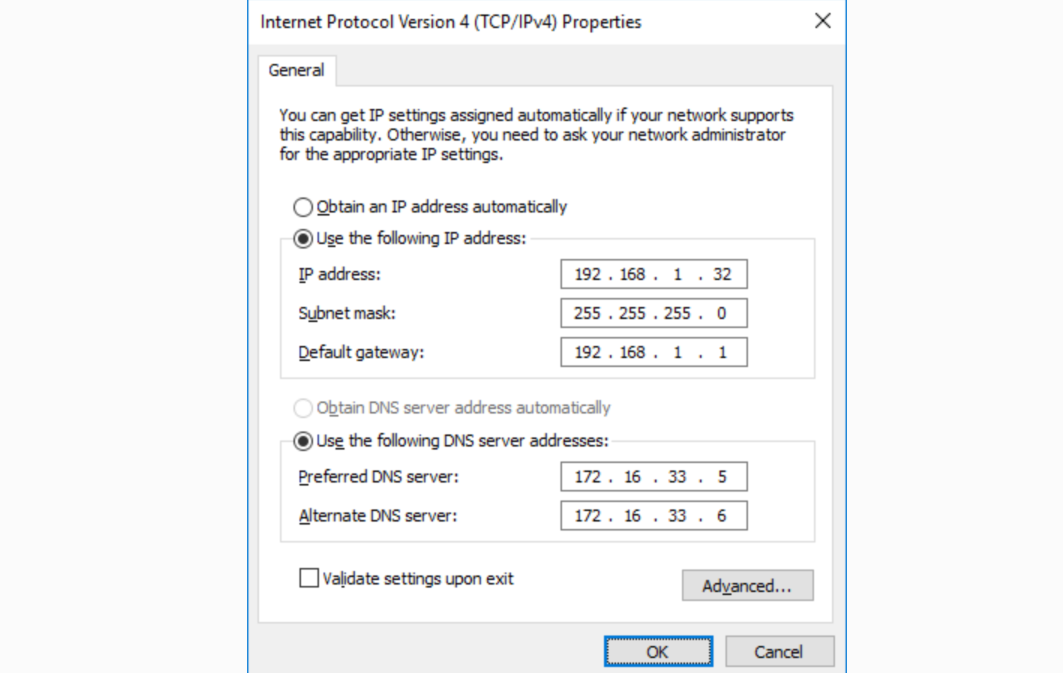 Internet Protocol Version 4 (TCP/IPv4) Properties
General
You can get IP settings assigned automatically if your network supports
this capability. Otherwise, you need to ask your network administrator
for the appropriate IP settings.
Obtain an IP address automatically
Use the following IP address:
IP address: 192 . 168 . 1 . 32
Subnet mask: 255 . 255 . 255 . 0
Default gateway: 192 . 168 . 1 . 1
Obtain DNS server address automatically
Use the following DNS server addresses:
Preferred DNS server: 172 . 16 . 33 . 5
Alternate DNS server: 172 . 16 . 33 . 6
Validate settings upon exit
Advanced...
OK Cancel